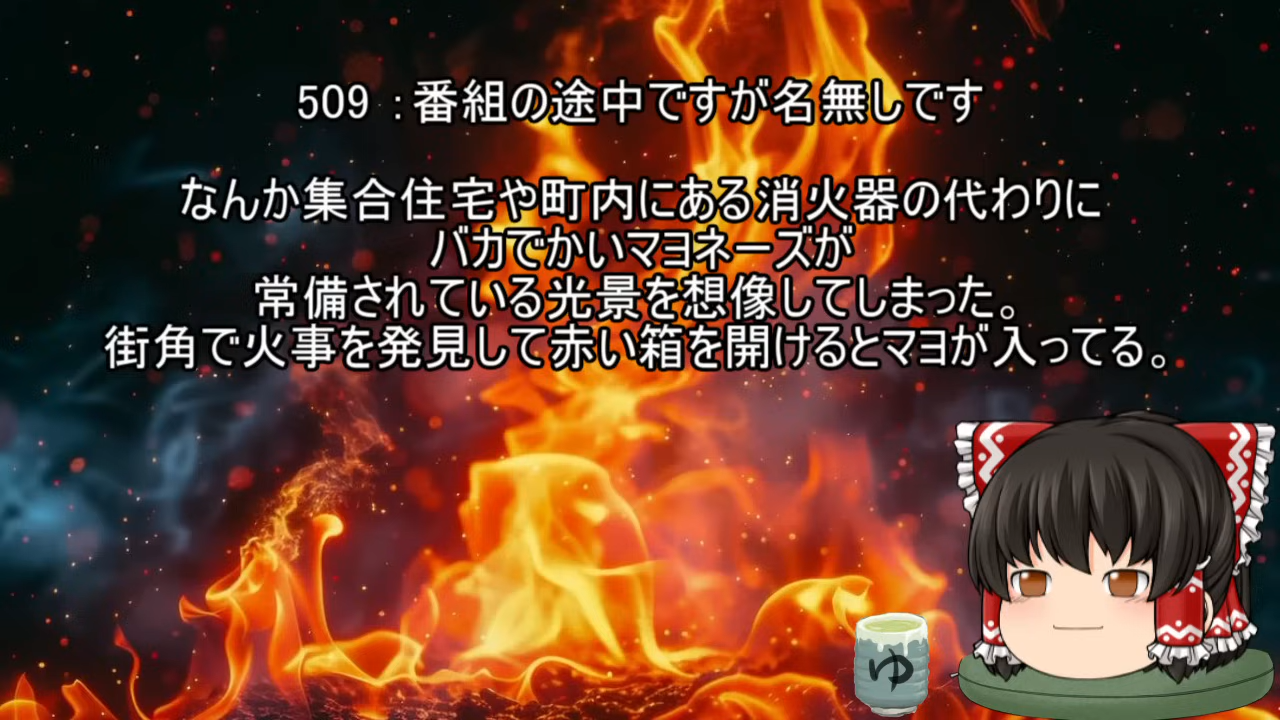 509 : 番組の途中ですが名無しです
なんか集合住宅や町内にある消火器の代わりに
バカでかいマヨネーズが
常備されている光景を想像してしまった。
街角で火事を発見して赤い箱を開けるとマヨが入ってる。
ゆ